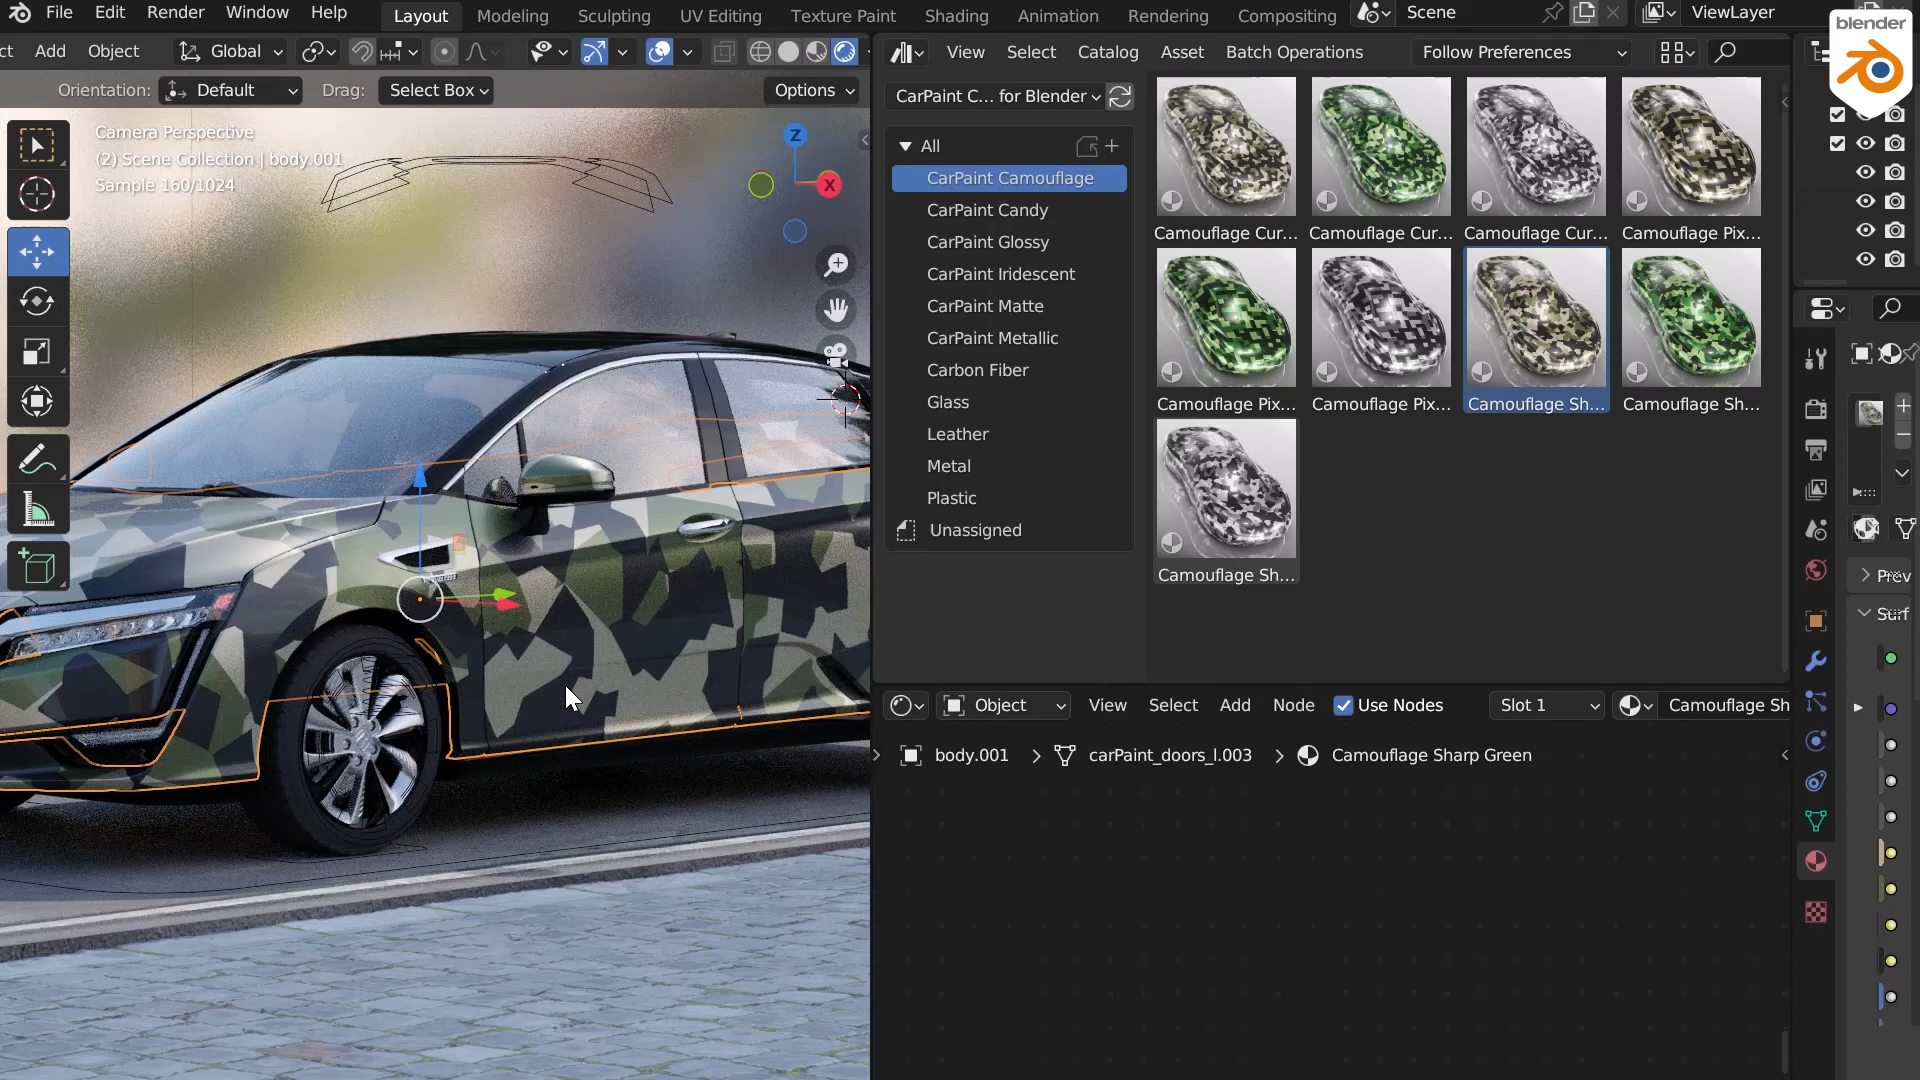 File Edit Render Window Help
Layout Modeling Sculpting UV Editing Texture Paint Shading Animation Rendering Compositing
Scene
ViewLayer
blender
ct Add Object
Global
View Select Catalog Asset Batch Operations
Follow Preferences
Orientation: Default Drag: Select Box
Options
CarPaint C... for Blender
Camera Perspective
(2) Scene Collection | body.001
Sample 160/1024
Z
X
All
CarPaint Camouflage
CarPaint Candy
CarPaint Glossy
CarPaint Iridescent
CarPaint Matte
CarPaint Metallic
Carbon Fiber
Glass
Leather
Metal
Plastic
Unassigned
Camouflage Cur... Camouflage Cur... Camouflage Cur... Camouflage Pix...
Camouflage Pix... Camouflage Pix... Camouflage Sh... Camouflage Sh...
Camouflage Sh...
Object View Select Add Node Use Nodes Slot 1 Camouflage Sh
body.001 > carPaint_doors_l.003 > Camouflage Sharp Green
Prev
Surf